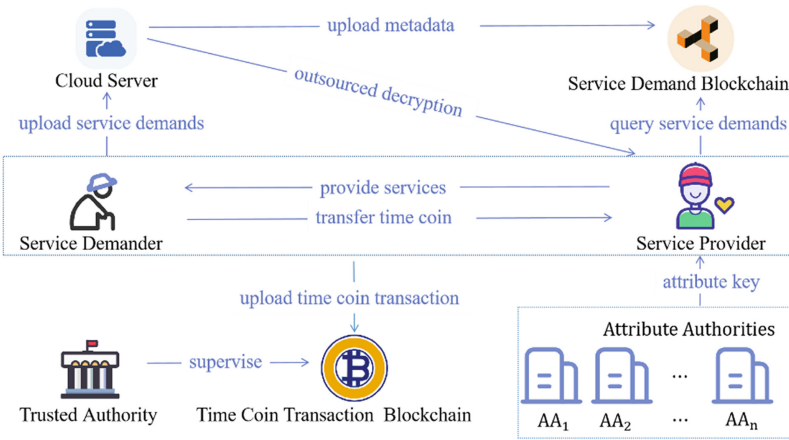 upload metadata
Cloud Server
Service Demand Blockchain
outsourced decryption
upload service demands
query service demands
provide services
transfer time coin
Service Demander
Service Provider
attribute key
upload time coin transaction
Attribute Authorities
supervise
... 
AA₁ AA₂ ... AAₙ
Trusted Authority
Time Coin Transaction Blockchain